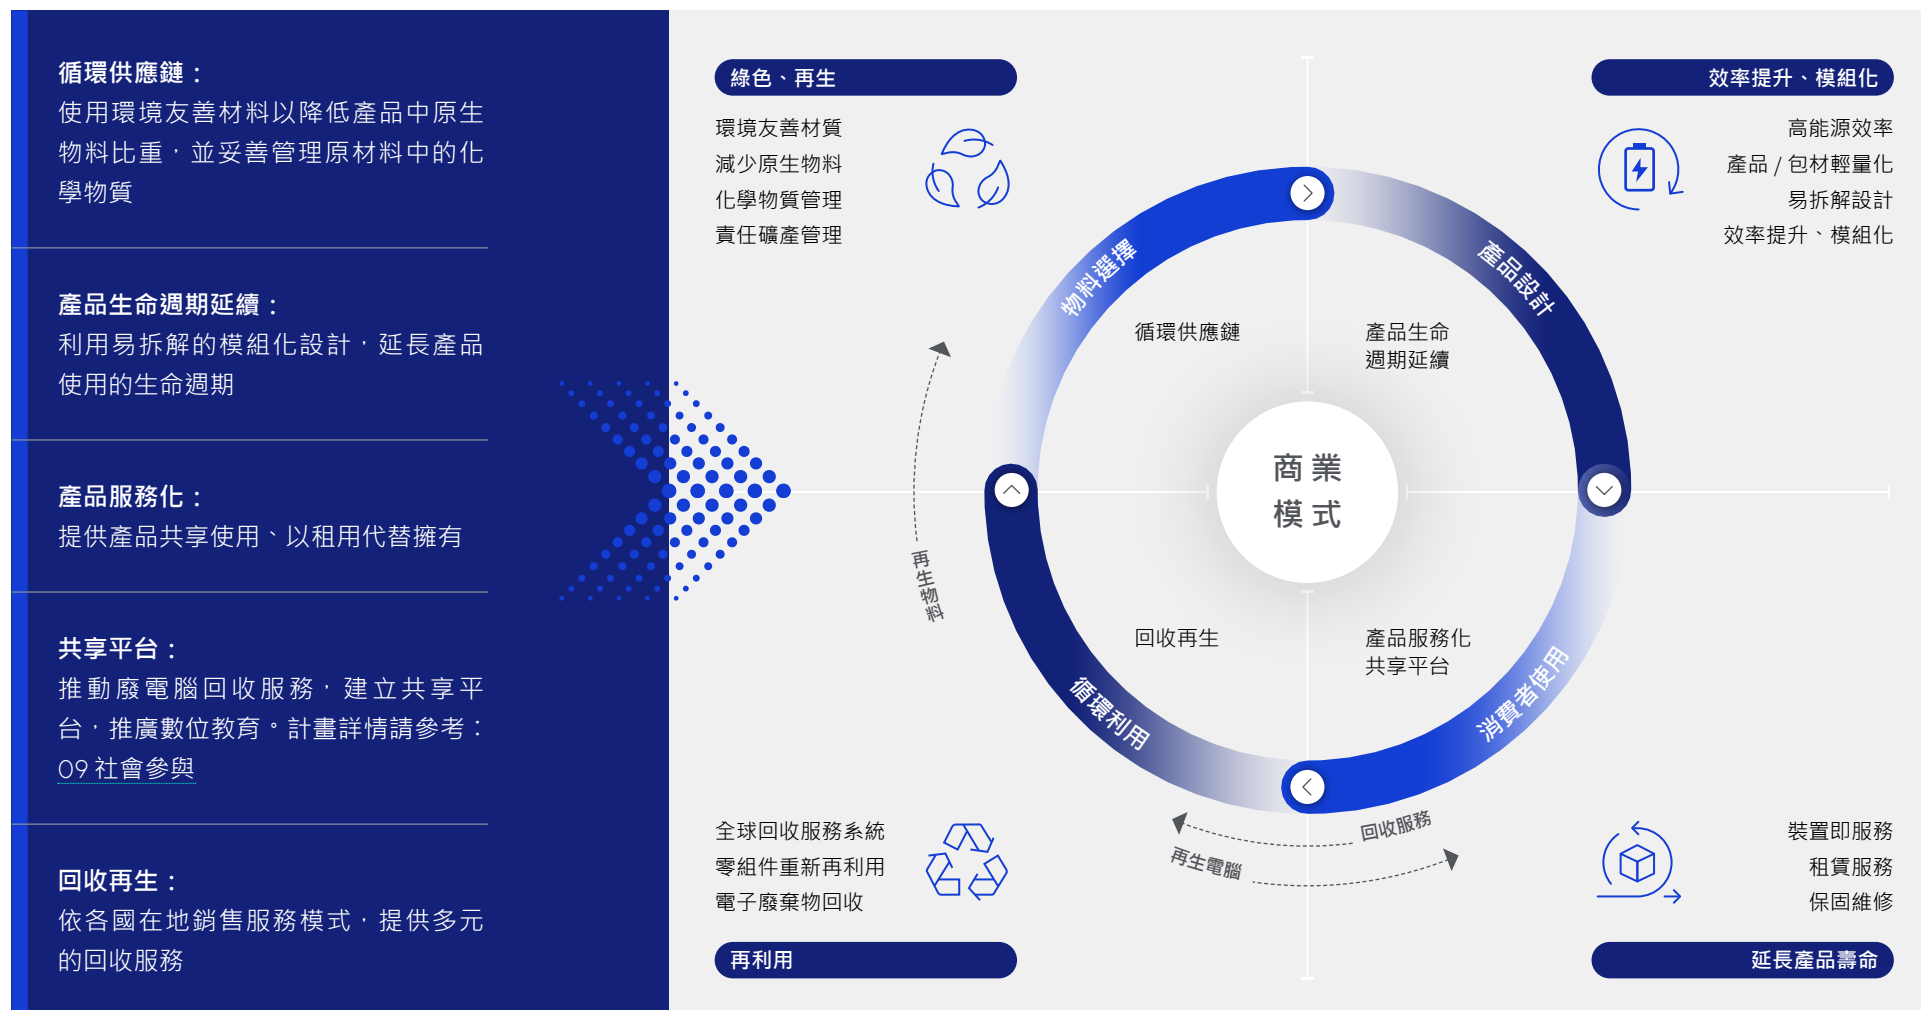 循環供應鏈：
使用環境友善材料以降低產品中原生
物料比重，並妥善管理原材料中的化
學物質
產品生命週期延續：
利用易拆解的模組化設計，延長產品
使用的生命週期
產品服務化：
提供產品共享使用、以租用代替擁有
共享平台：
推動廢電腦回收服務，建立共享平
台，推廣數位教育。計畫詳情請參考：
09 社會參與
回收再生：
依各國在地銷售服務模式，提供多元
的回收服務
綠色、再生
環境友善材質
減少原生物料
化學物質管理
責任礦產管理
效率提升、模組化
高能源效率
產品 / 包材輕量化
易拆解設計
效率提升、模組化
物料選擇
產品設計
循環供應鏈
產品生命
週期延續
商業
模式
再生物料
回收再生
產品服務化
共享平台
循環利用
消費者使用
回收服務
再生電腦
全球回收服務系統
零組件重新再利用
電子廢棄物回收
再利用
裝置即服務
租賃服務
保固維修
延長產品壽命